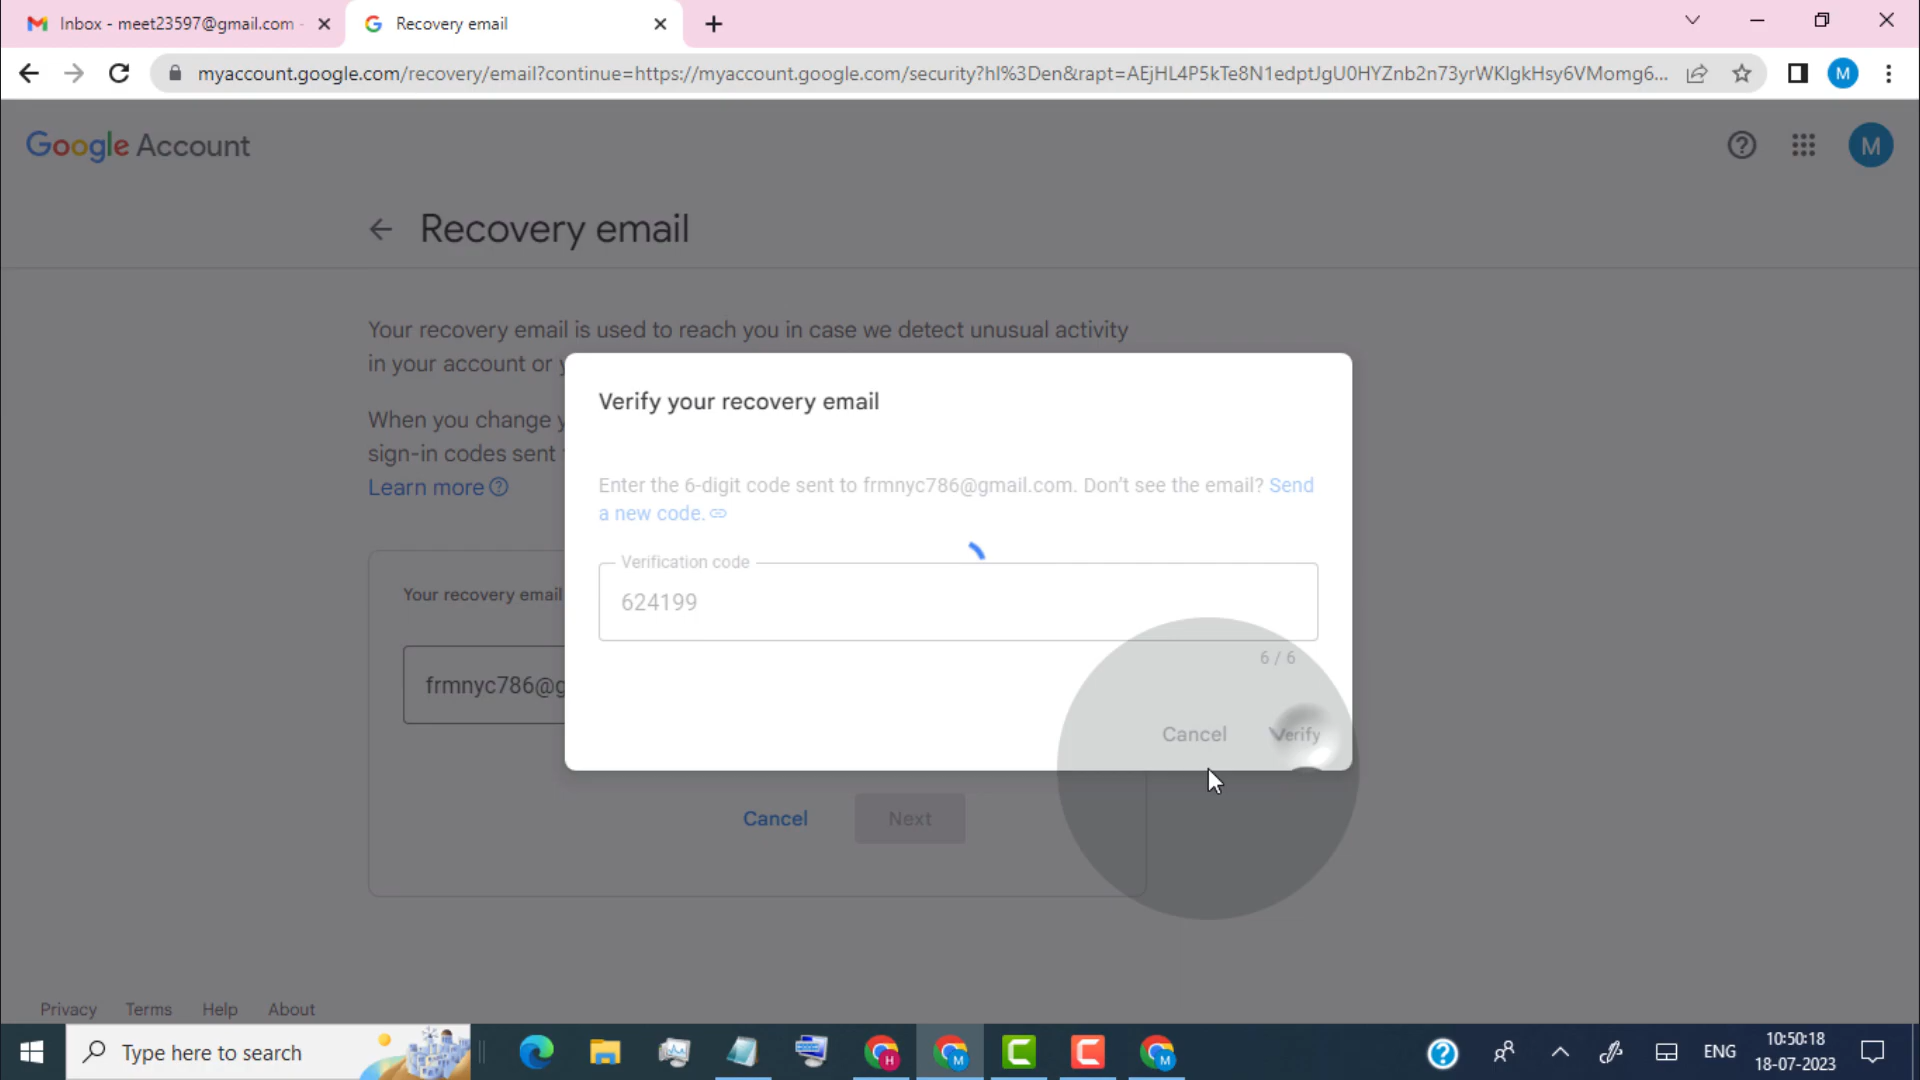 Inbox - meet23597@gmail.com -
Recovery email
myaccount.google.com/recovery/email?continue=https://myaccount.google.com/security?hl%3Den&rapt=AEjHL4P5kTe8N1edptJgU0HYZnb2n73yrWKIgkHsy6VMomg6...
M
Google Account
M
Recovery email
Your recovery email is used to reach you in case we detect unusual activity
in your account or
When you change
sign-in codes sent
Learn more
Verify your recovery email
Enter the 6-digit code sent to frmnyc786@gmail.com. Don't see the email? Send
a new code.
Verification code
624199
6 / 6
Cancel
Verify
Your recovery email
frmnyc786@g
Cancel
Next
Privacy
Terms
Help
About
Type here to search
H
M
M
ENG
10:50:18
18-07-2023